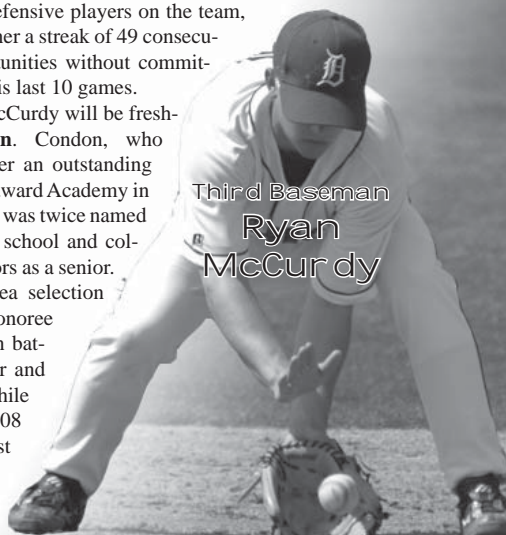 efensive players on the team,
her a streak of 49 consecu-
tunities without commit-
is last 10 games.
cCurdy will be fresh-
n. Condon, who
er an outstanding
ward Academy in
was twice named
school and col-
ors as a senior.
ea selection
onoree
n bat-
r and
hile
08
st
D
Third Baseman
Ryan
McCurdy